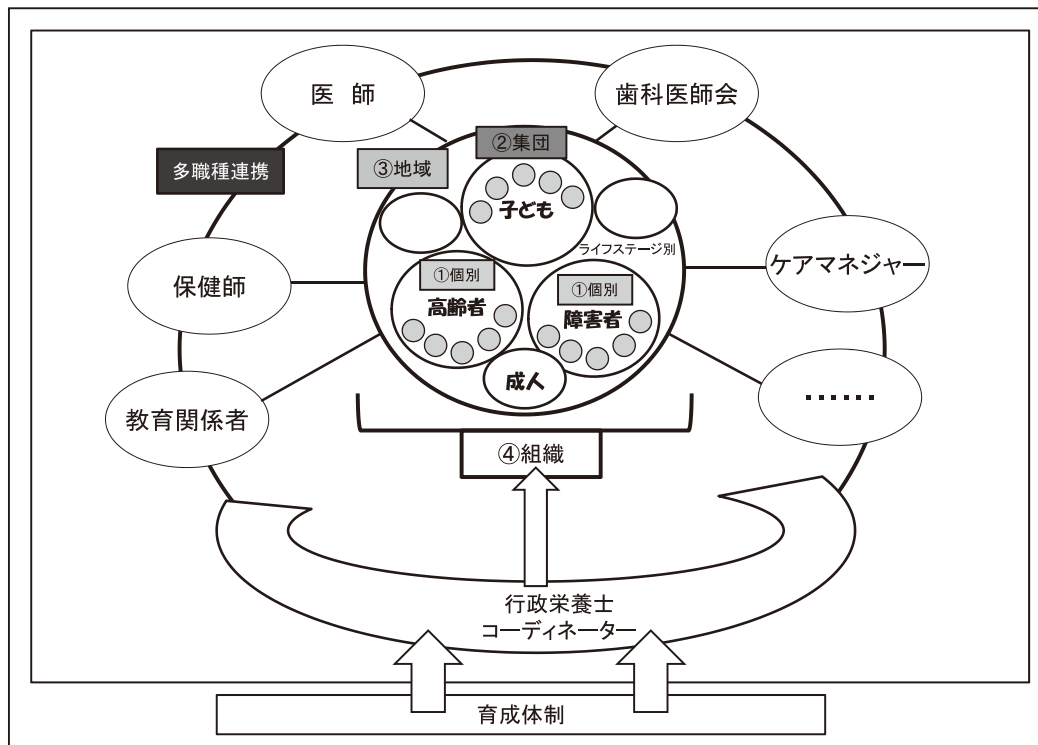 医 師
歯科医師会
②集団
多職種連携
③地域
子ども
ライフステージ別
保健師
①個別
高齢者
①個別
障害者
ケアマネジャー
成人
教育関係者
……
④組織
行政栄養士
コーディネーター
育成体制